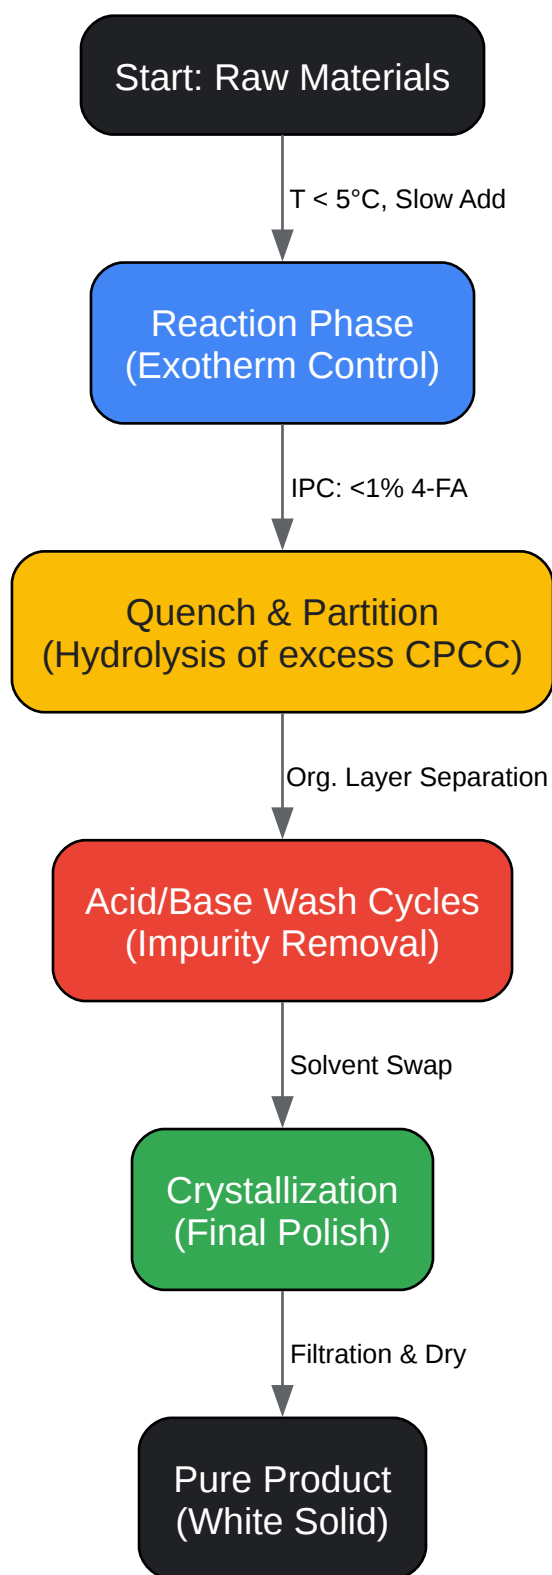 Start: Raw Materials
T < 5°C, Slow Add
Reaction Phase
(Exotherm Control)
IPC: <1% 4-FA
Quench & Partition
(Hydrolysis of excess CPCC)
Org. Layer Separation
Acid/Base Wash Cycles
(Impurity Removal)
Solvent Swap
Crystallization
(Final Polish)
Filtration & Dry
Pure Product
(White Solid)